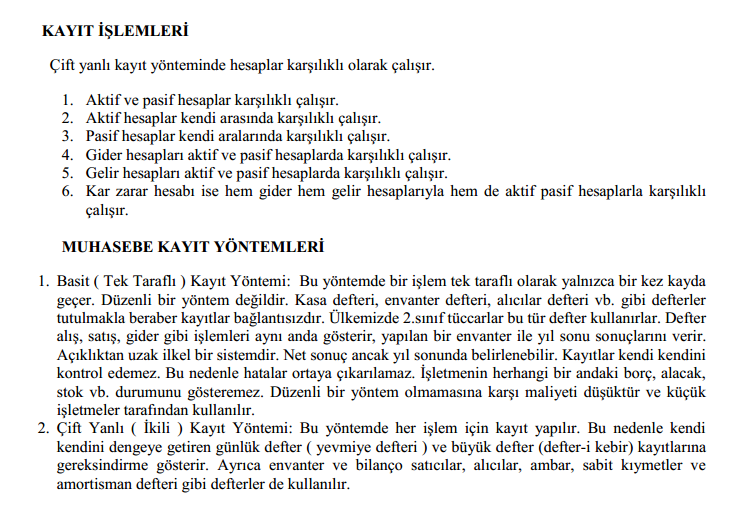 KAYIT İŞLEMLERİ
Çift yanlı kayıt yönteminde hesaplar karşılıklı olarak çalışır.
1. Aktif ve pasif hesaplar karşılıklı çalışır.
2. Aktif hesaplar kendi arasında karşılıklı çalışır.
3. Pasif hesaplar kendi aralarında karşılıklı çalışır.
4. Gider hesapları aktif ve pasif hesaplarda karşılıklı çalışır.
5. Gelir hesapları aktif ve pasif hesaplarda karşılıklı çalışır.
6. Kar zarar hesabı ise hem gider hem gelir hesaplarıyla hem de aktif pasif hesaplarla karşılıklı
çalışır.
MUHASEBE KAYIT YÖNTEMLERİ
1. Basit ( Tek Taraflı ) Kayıt Yöntemi: Bu yöntemde bir işlem tek taraflı olarak yalnızca bir kez kayda
geçer. Düzenli bir yöntem değildir. Kasa defteri, envanter defteri, alıcılar defteri vb. gibi defterler
tutulmakla beraber kayıtlar bağlantısızdır. Ülkemizde 2.sınıf tüccarlar bu tür defter kullanırlar. Defter
alış, satış, gider gibi işlemleri aynı anda gösterir, yapılan bir envanter ile yıl sonu sonuçlarını verir.
Açıklıktan uzak ilkel bir sistemdir. Net sonuç ancak yıl sonunda belirlenebilir. Kayıtlar kendi kendini
kontrol edemez. Bu nedenle hatalar ortaya çıkarılamaz. İşletmenin herhangi bir andaki borç, alacak,
stok vb. durumunu gösteremez. Düzenli bir yöntem olmamasına karşı maliyeti düşüktür ve küçük
işletmeler tarafından kullanılır.
2. Çift Yanlı ( İkili ) Kayıt Yöntemi: Bu yöntemde her işlem için kayıt yapılır. Bu nedenle kendi
kendini dengeye getiren günlük defter ( yevmiye defteri ) ve büyük defter (defter-i kebir) kayıtlarına
gereksindirme gösterir. Ayrıca envanter ve bilanço satıcılar, alıcılar, ambar, sabit kıymetler ve
amortisman defteri gibi defterler de kullanılır.